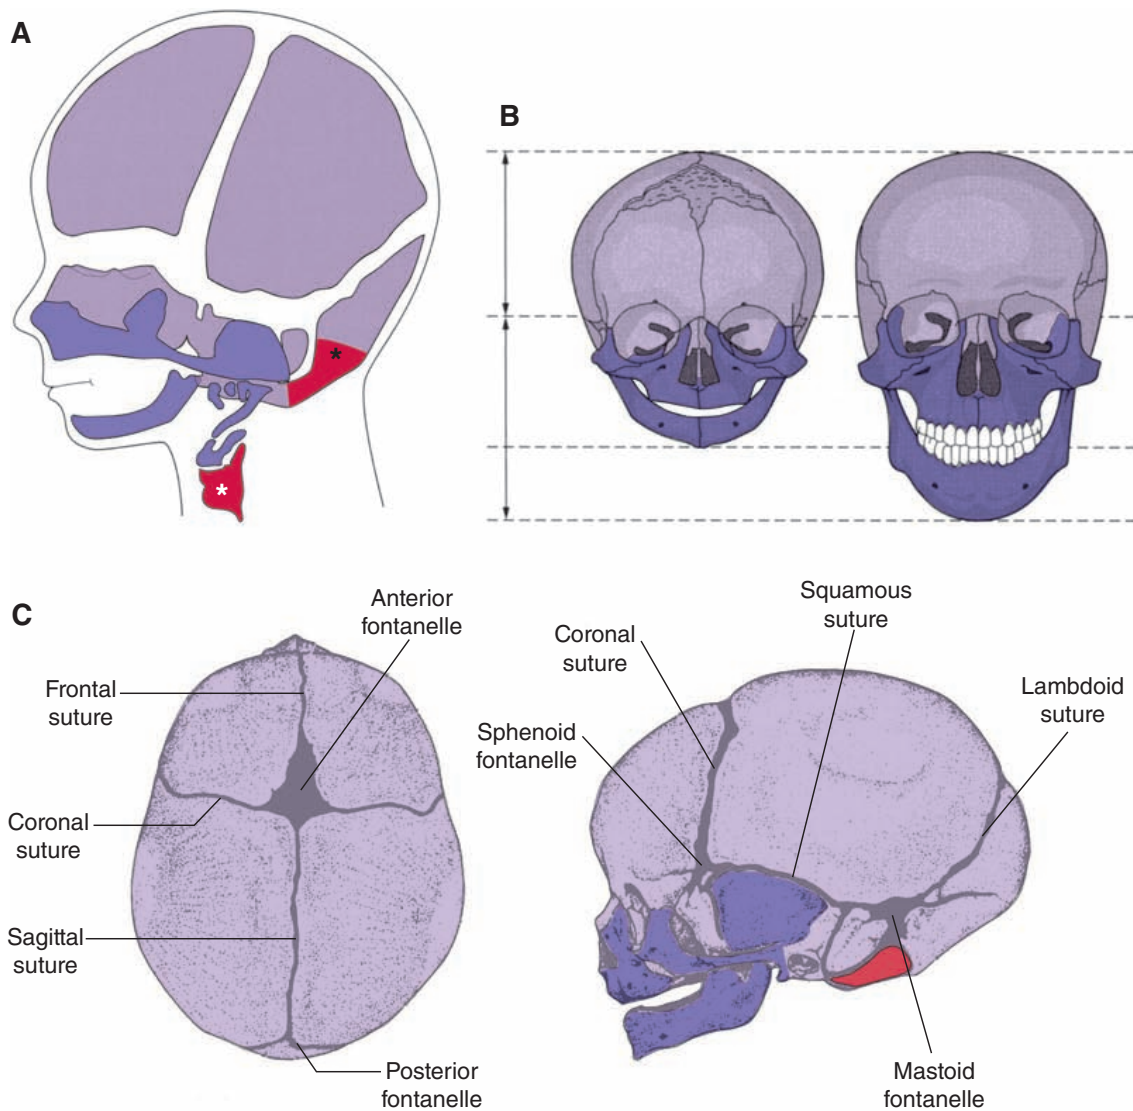 A
*
*
B
C
Anterior
fontanelle
Frontal
suture
Coronal
suture
Sagittal
suture
Posterior
fontanelle
Squamous
suture
Coronal
suture
Lambdoid
suture
Sphenoid
fontanelle
Mastoid
fontanelle